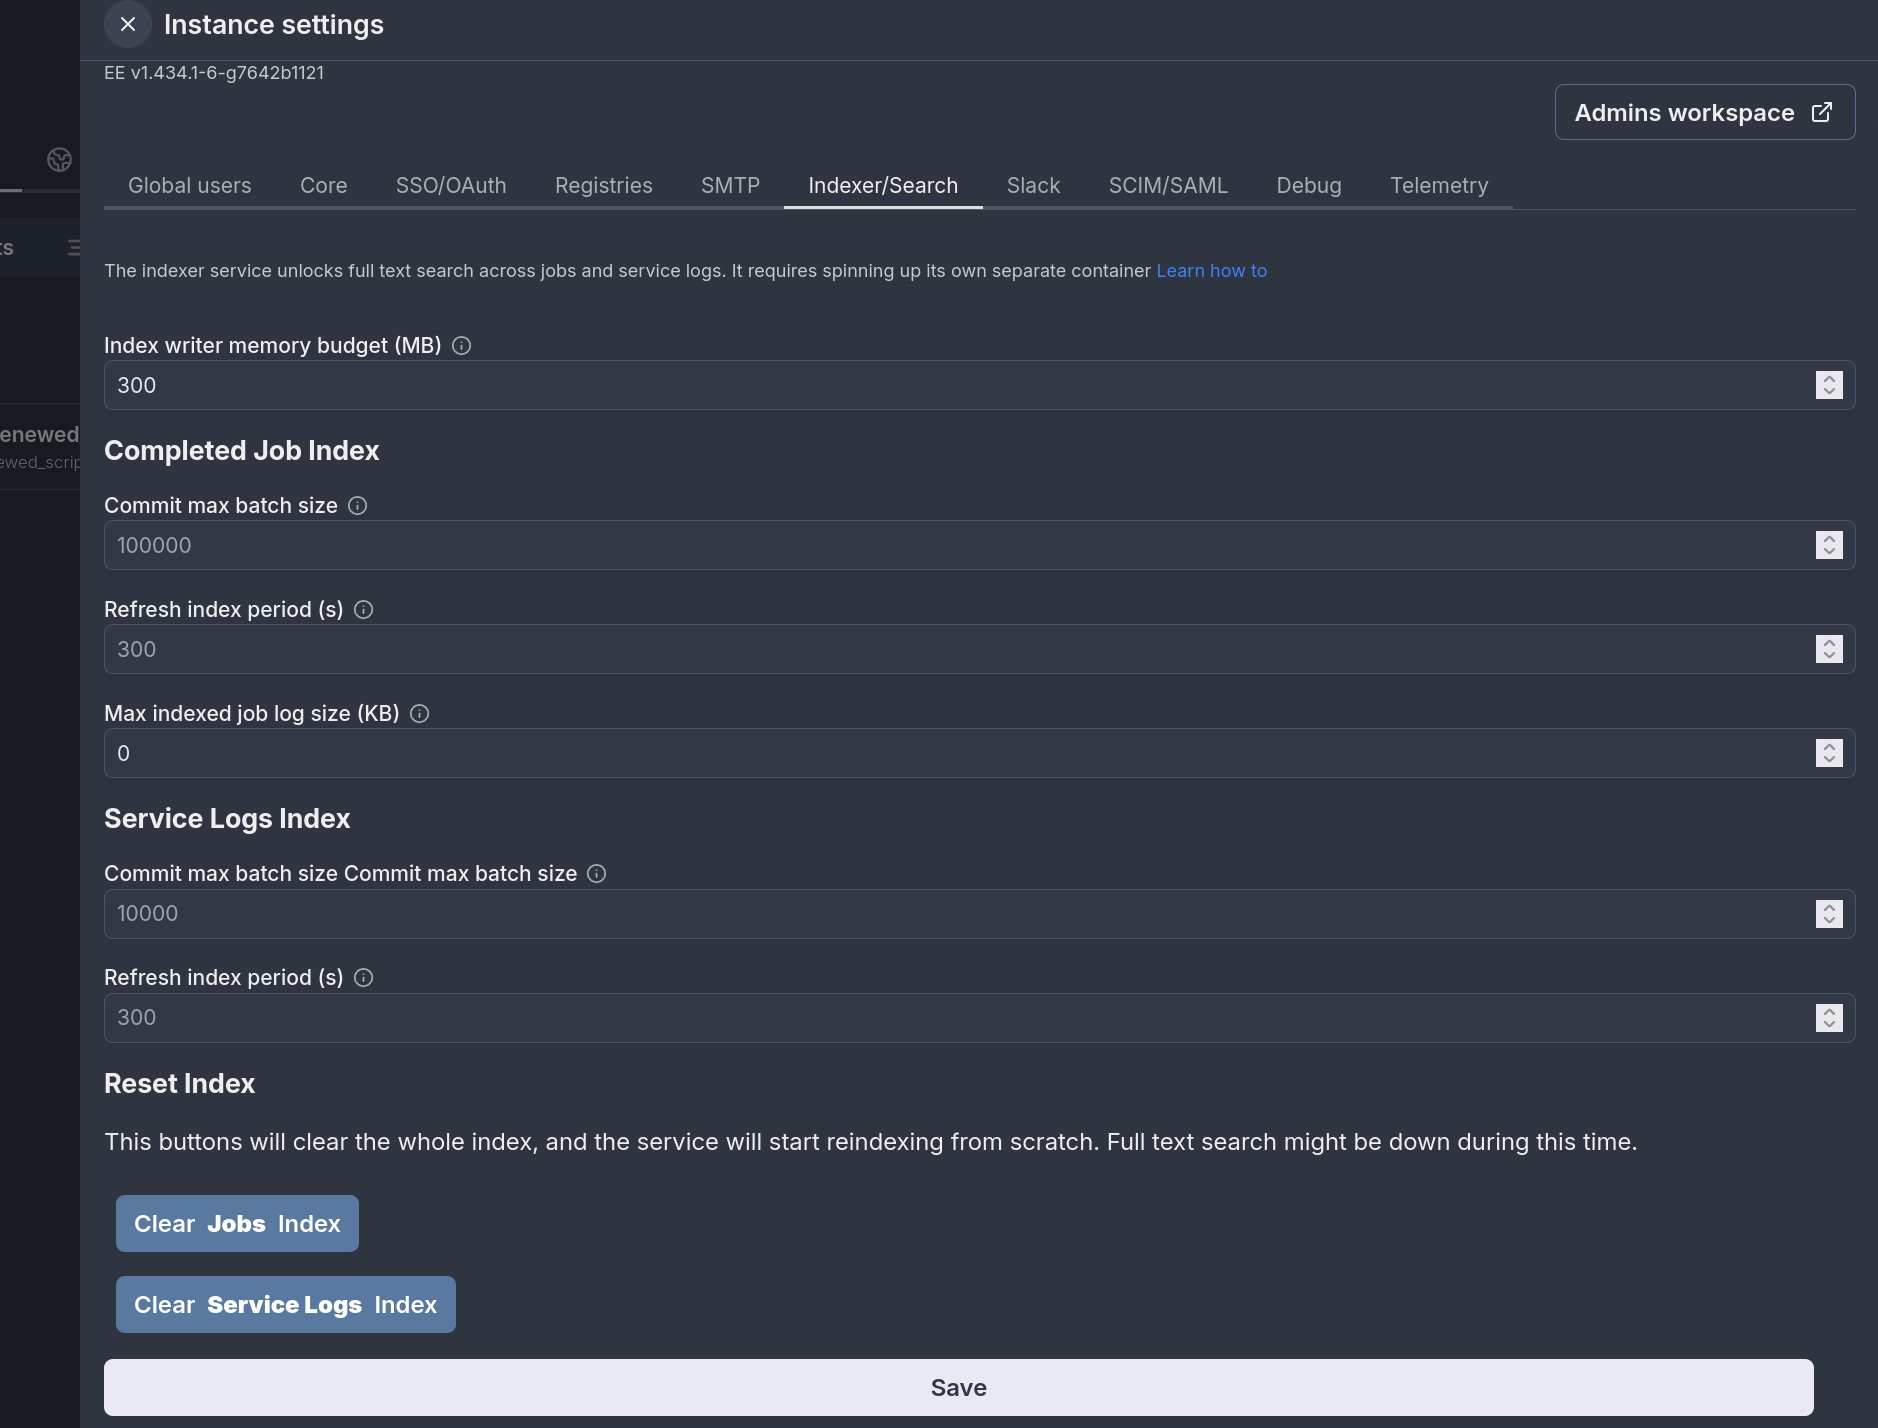 Instance settings
EE v1.434.1-6-g7642b1121
Admins workspace
Global users Core SSO/OAuth Registries SMTP Indexer/Search Slack SCIM/SAML Debug Telemetry
The indexer service unlocks full text search across jobs and service logs. It requires spinning up its own separate container Learn how to
Index writer memory budget (MB)
300
Completed Job Index
Commit max batch size
100000
Refresh index period (s)
300
Max indexed job log size (KB)
0
Service Logs Index
Commit max batch size Commit max batch size
10000
Refresh index period (s)
300
Reset Index
This buttons will clear the whole index, and the service will start reindexing from scratch. Full text search might be down during this time.
Clear Jobs Index
Clear Service Logs Index
Save